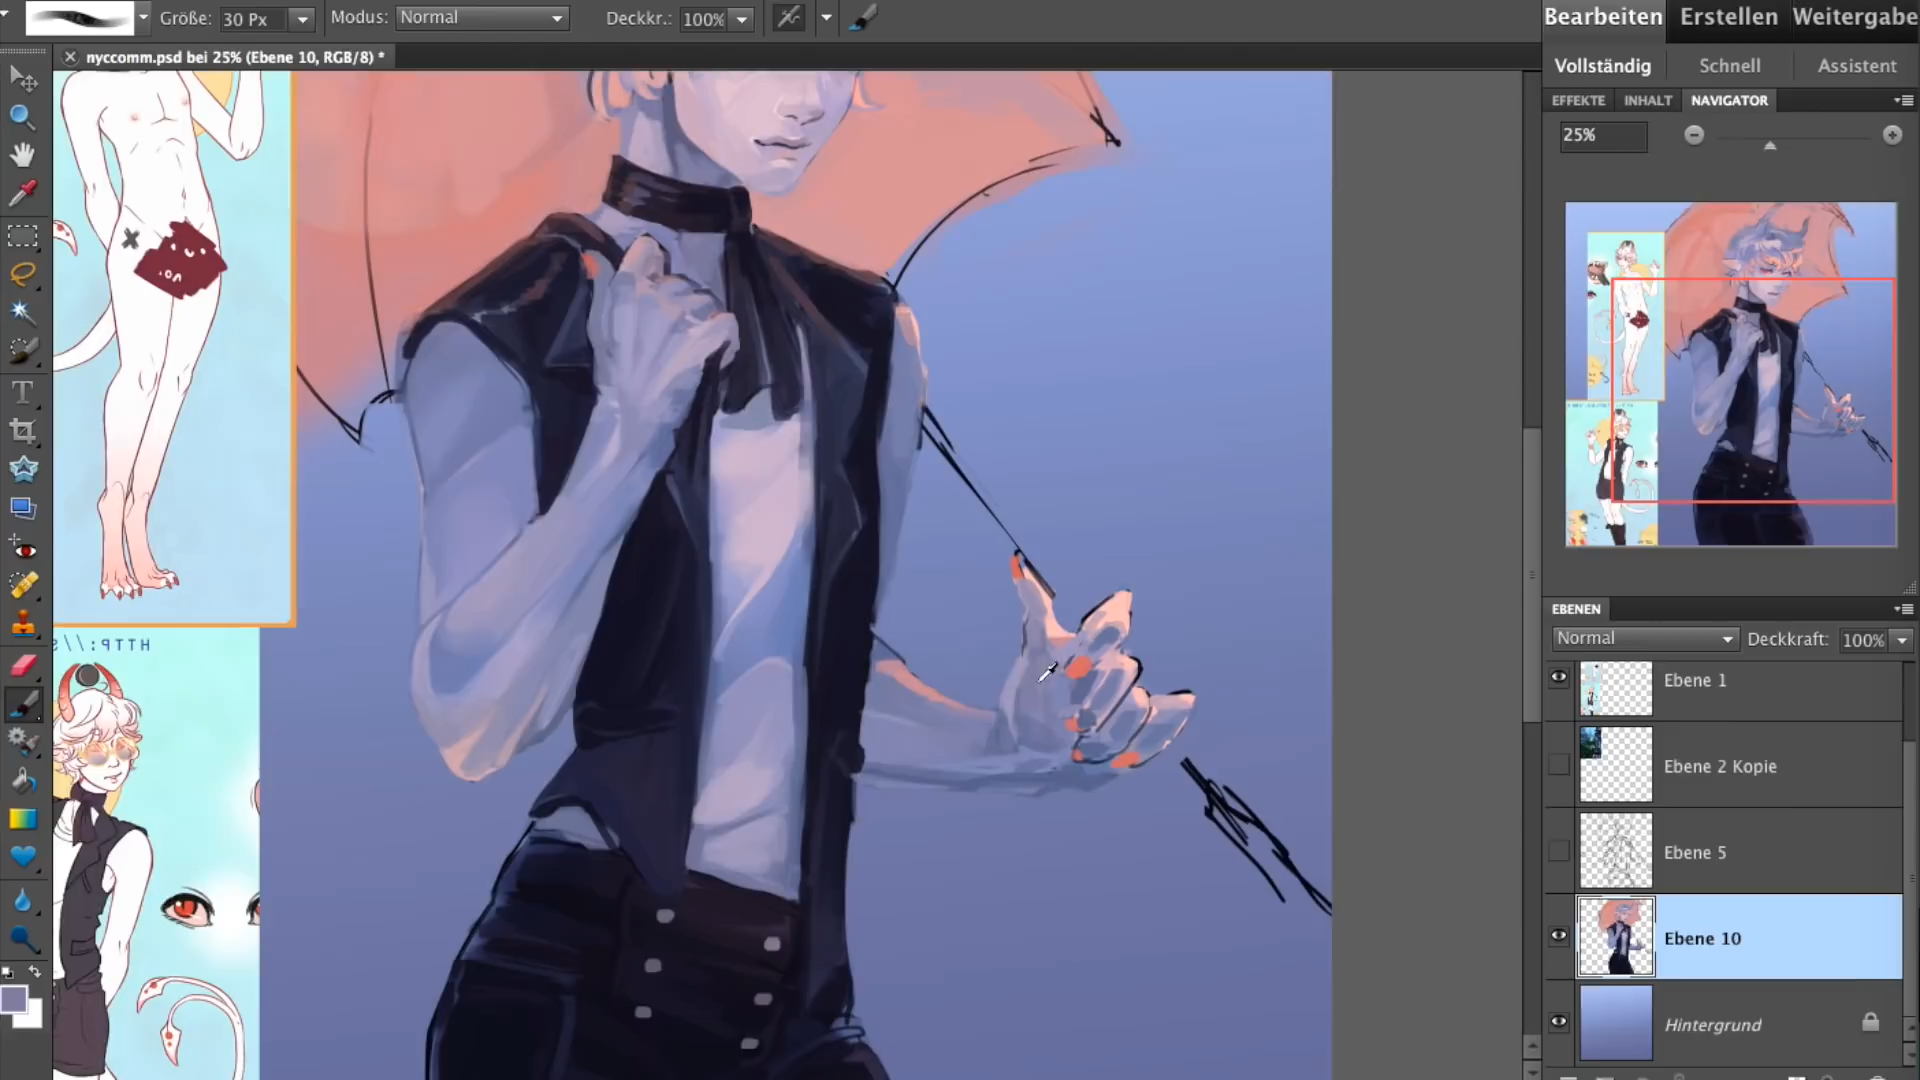 Größe: 30 Px
Modus: Normal
Deckkr.: 100%
Bearbeiten Erstellen Weitergabe
nyccomm.psd bei 25% (Ebene 10, RGB/8) *
Vollständig Schnell Assistent
EFFEKTE INHALT NAVIGATOR
25%
HTTP://
EBENEN
Normal Deckkraft: 100%
Ebene 1
Ebene 2 Kopie
Ebene 5
Ebene 10
Hintergrund